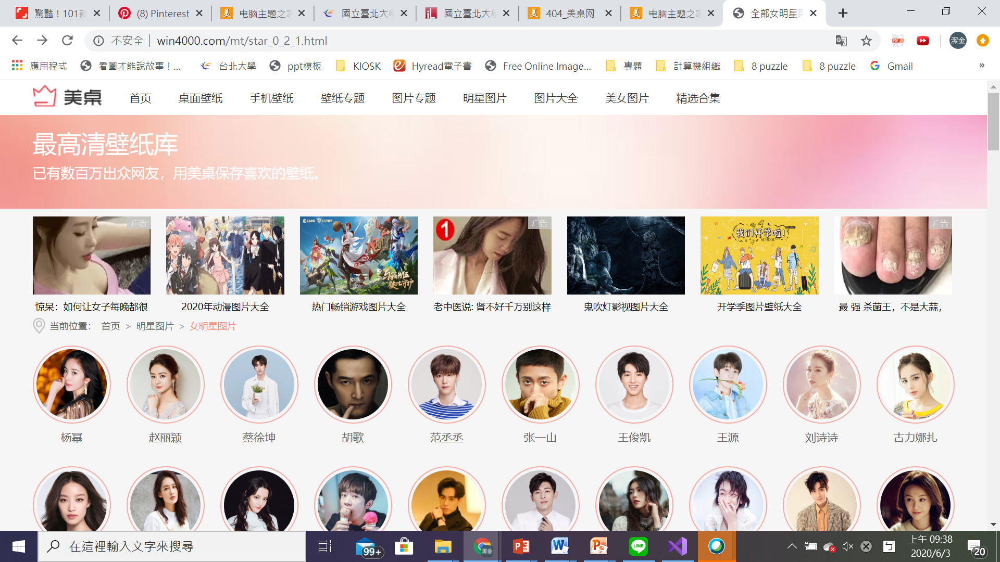 驚豔！101款
(8) Pinterest
电脑主题之家
國立臺北大學
國立臺北大學
404_美桌网
电脑主题之家
全部女明星图
不安全 | win4000.com/mt/star_0_2_1.html
潔金
應用程式
看圖才能說故事！...
台北大學
ppt模板
KIOSK
Hyread電子書
Free Online Image...
專題
計算機組織
8 puzzle
8 puzzle
Gmail
»
美桌
首页
桌面壁纸
手机壁纸
壁纸专题
图片专题
明星图片
图片大全
美女图片
精选合集
最高清壁纸库
已有数百万出众网友，用美桌保存喜欢的壁纸。
广告
1
广告
我们开学啦!
SCHOOL
广告
惊呆：如何让女子每晚都很
2020年动漫图片大全
热门畅销游戏图片大全
老中医说: 肾不好千万别这样
鬼吹灯影视图片大全
开学季图片壁纸大全
最 强 杀菌王，不是大蒜，
当前位置： 首页 > 明星图片 > 女明星图片
杨幂
赵丽颖
蔡徐坤
胡歌
范丞丞
张一山
王俊凯
王源
刘诗诗
古力娜扎
在這裡輸入文字來搜尋
99+
潔金
LINE
ㄅ
上午 09:38
2020/6/3
20